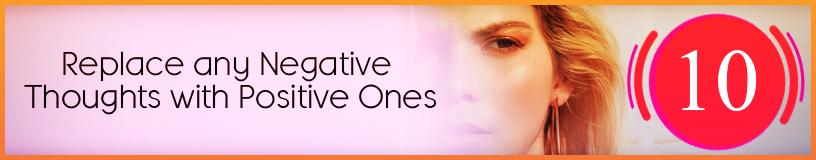 Replace any Negative
Thoughts with Positive Ones
10